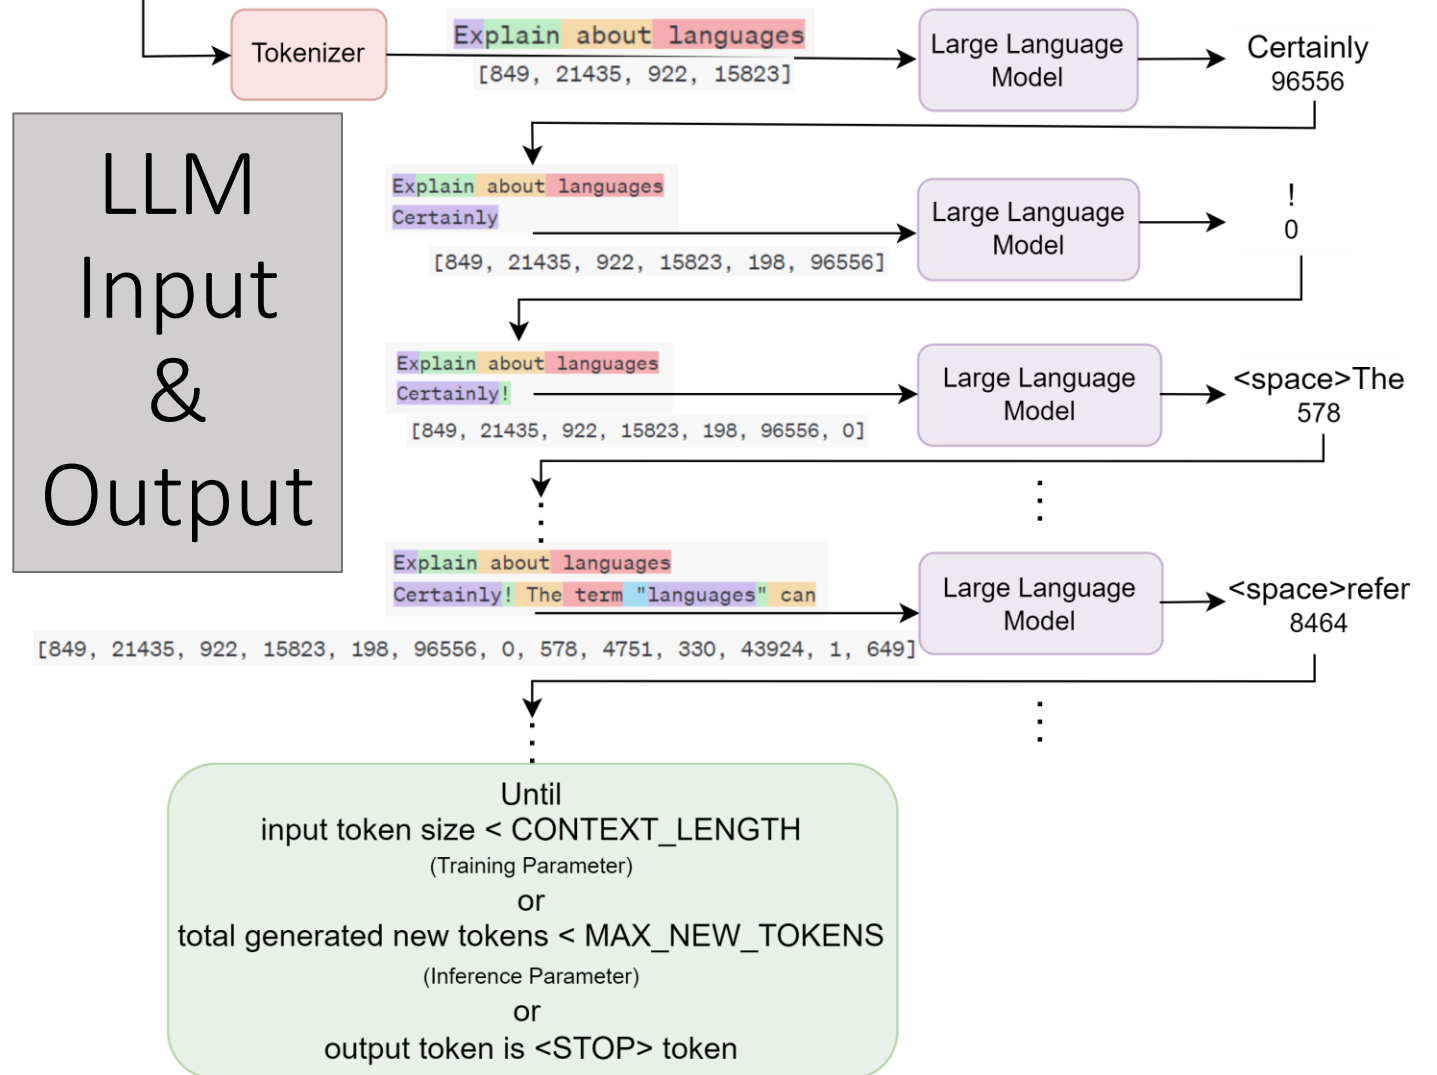 Tokenizer
Explain about languages
[849, 21435, 922, 15823]
Large Language
Model
Certainly
96556
LLM
Input
&
Output
Explain about languages
Certainly
[849, 21435, 922, 15823, 198, 96556]
Large Language
Model
!
0
Explain about languages
Certainly!
[849, 21435, 922, 15823, 198, 96556, 0]
Large Language
Model
<space>The
578
Explain about languages
Certainly! The term "languages" can
[849, 21435, 922, 15823, 198, 96556, 0, 578, 4751, 330, 43924, 1, 649]
Large Language
Model
<space>refer
8464
Until
input token size < CONTEXT_LENGTH
(Training Parameter)
or
total generated new tokens < MAX_NEW_TOKENS
(Inference Parameter)
or
output token is <STOP> token